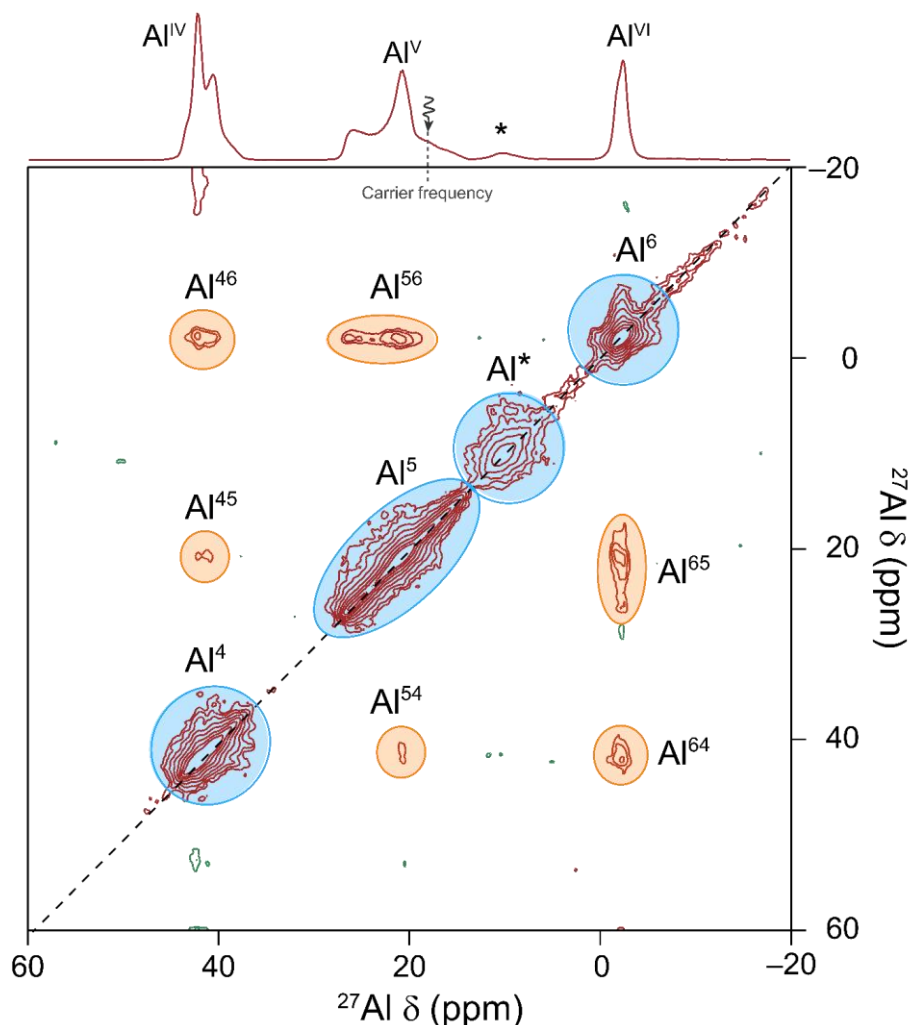 Al^IV Al^V Al^VI
*
Carrier frequency
–20
Al^46 Al^56 Al^6
0
Al*
Al^5
Al^45
20
Al^65
Al^4 Al^54
40
Al^64
60
60 40 20 0 –20
²⁷Al δ (ppm)
²⁷Al δ (ppm)